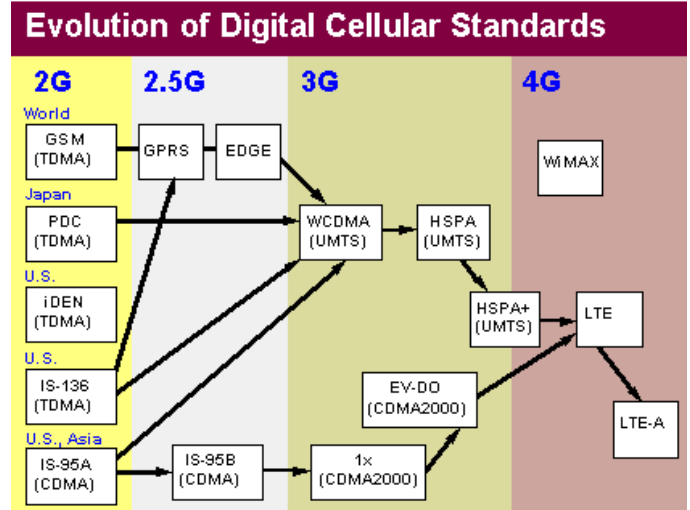 Evolution of Digital Cellular Standards
2G
2.5G
3G
4G
World
GSM
(TDMA)
GPRS
EDGE
WiMAX
Japan
PDC
(TDMA)
WCDMA
(UMTS)
HSPA
(UMTS)
U.S.
iDEN
(TDMA)
HSPA+
(UMTS)
LTE
U.S.
IS-136
(TDMA)
EV-DO
(CDMA2000)
LTE-A
U.S., Asia
IS-95A
(CDMA)
IS-95B
(CDMA)
1x
(CDMA2000)